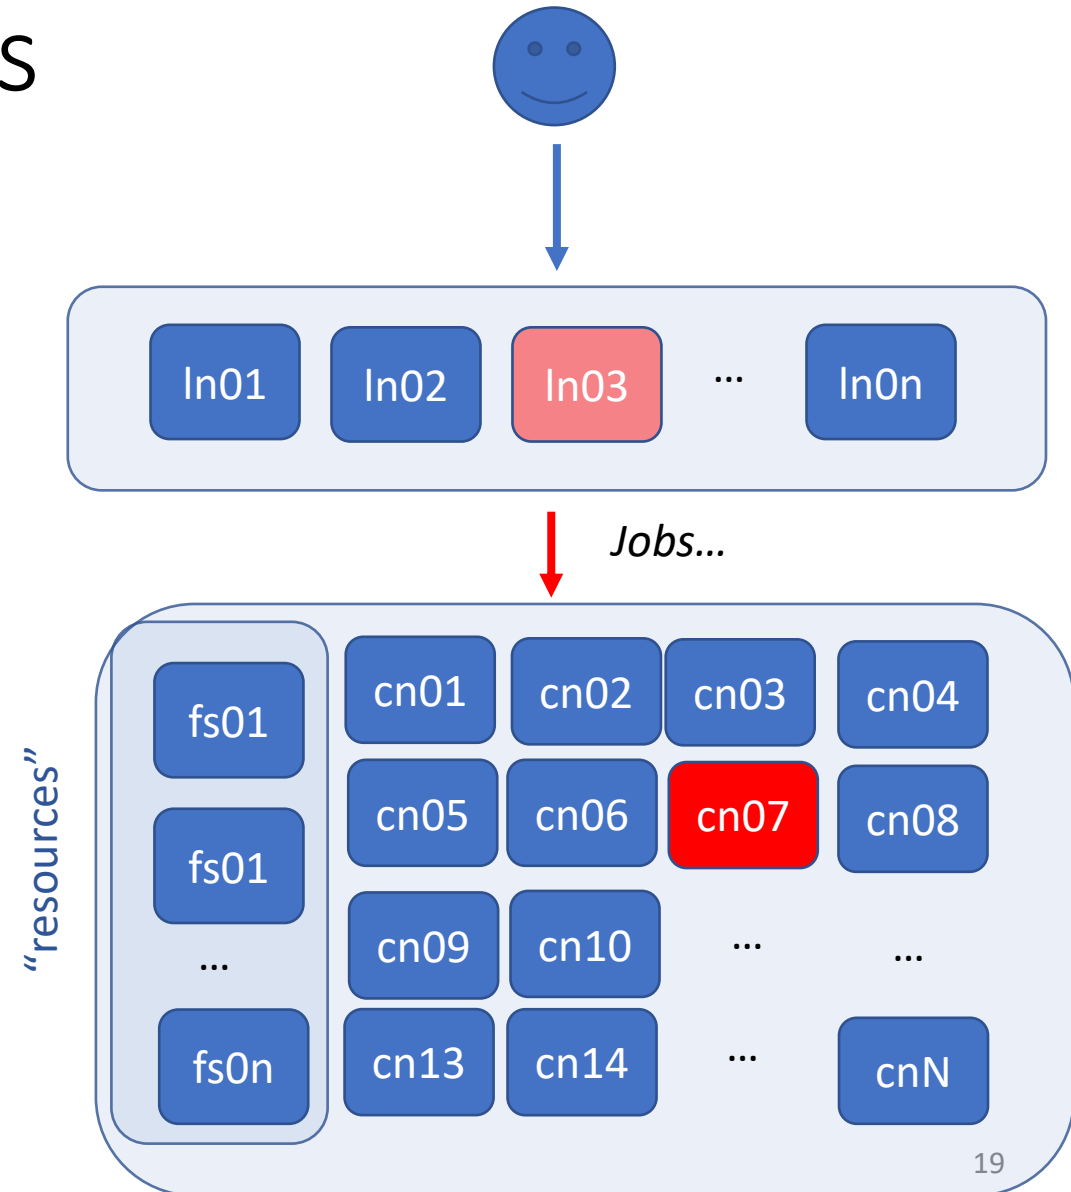 S
ln01 ln02 ln03 ... ln0n
Jobs...
"resources"
fs01
fs01
...
fs0n
cn01 cn02 cn03 cn04
cn05 cn06 cn07 cn08
cn09 cn10 ... ...
cn13 cn14 ... cnN
19